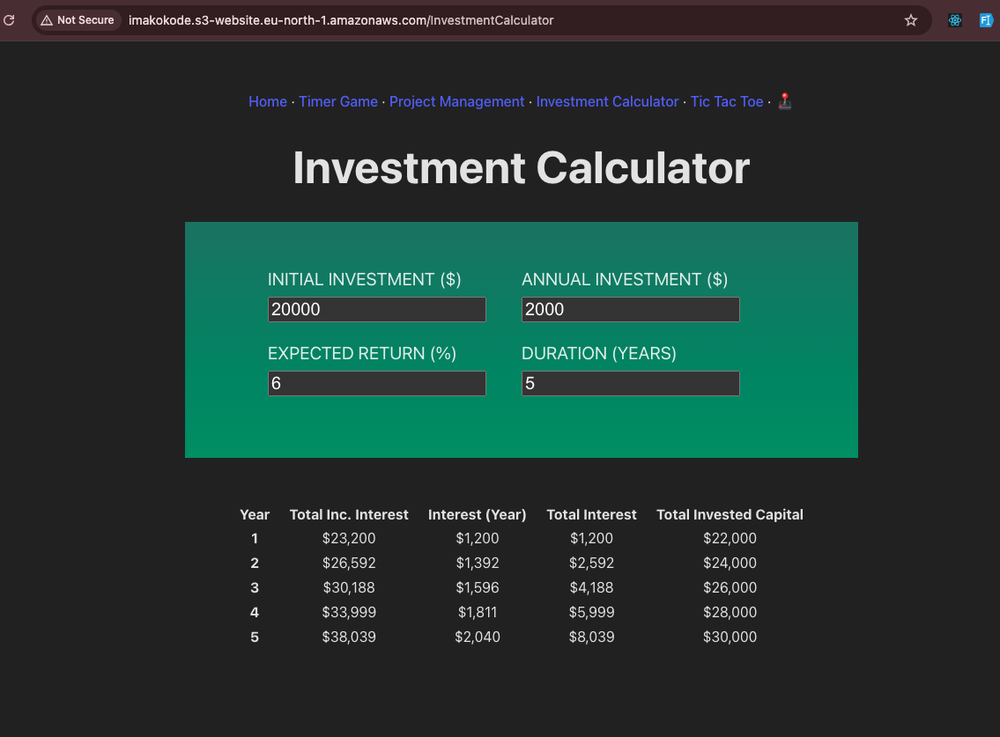 Not Secure imakokode.s3-website.eu-north-1.amazonaws.com/InvestmentCalculator
Home · Timer Game · Project Management · Investment Calculator · Tic Tac Toe · 🕹️
Investment Calculator
INITIAL INVESTMENT ($) ANNUAL INVESTMENT ($)
20000 2000
EXPECTED RETURN (%) DURATION (YEARS)
6 5
Year Total Inc. Interest Interest (Year) Total Interest Total Invested Capital
1 $23,200 $1,200 $1,200 $22,000
2 $26,592 $1,392 $2,592 $24,000
3 $30,188 $1,596 $4,188 $26,000
4 $33,999 $1,811 $5,999 $28,000
5 $38,039 $2,040 $8,039 $30,000